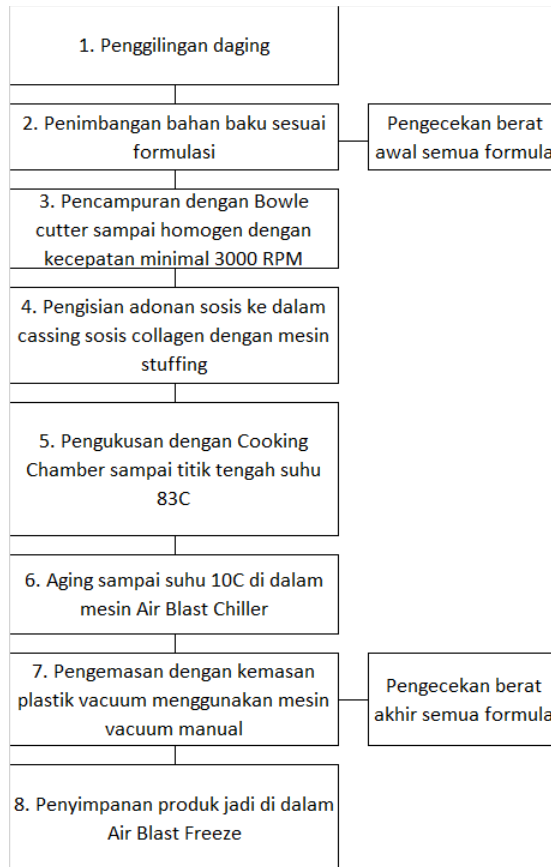 1. Penggilingan daging
2. Penimbangan bahan baku sesuai
formulasi
Pengecekan berat
awal semua formula
3. Pencampuran dengan Bowle
cutter sampai homogen dengan
kecepatan minimal 3000 RPM
4. Pengisian adonan sosis ke dalam
cassing sosis collagen dengan mesin
stuffing
5. Pengukusan dengan Cooking
Chamber sampai titik tengah suhu
83C
6. Aging sampai suhu 10C di dalam
mesin Air Blast Chiller
7. Pengemasan dengan kemasan
plastik vacuum menggunakan mesin
vacuum manual
Pengecekan berat
akhir semua formula
8. Penyimpanan produk jadi di dalam
Air Blast Freeze